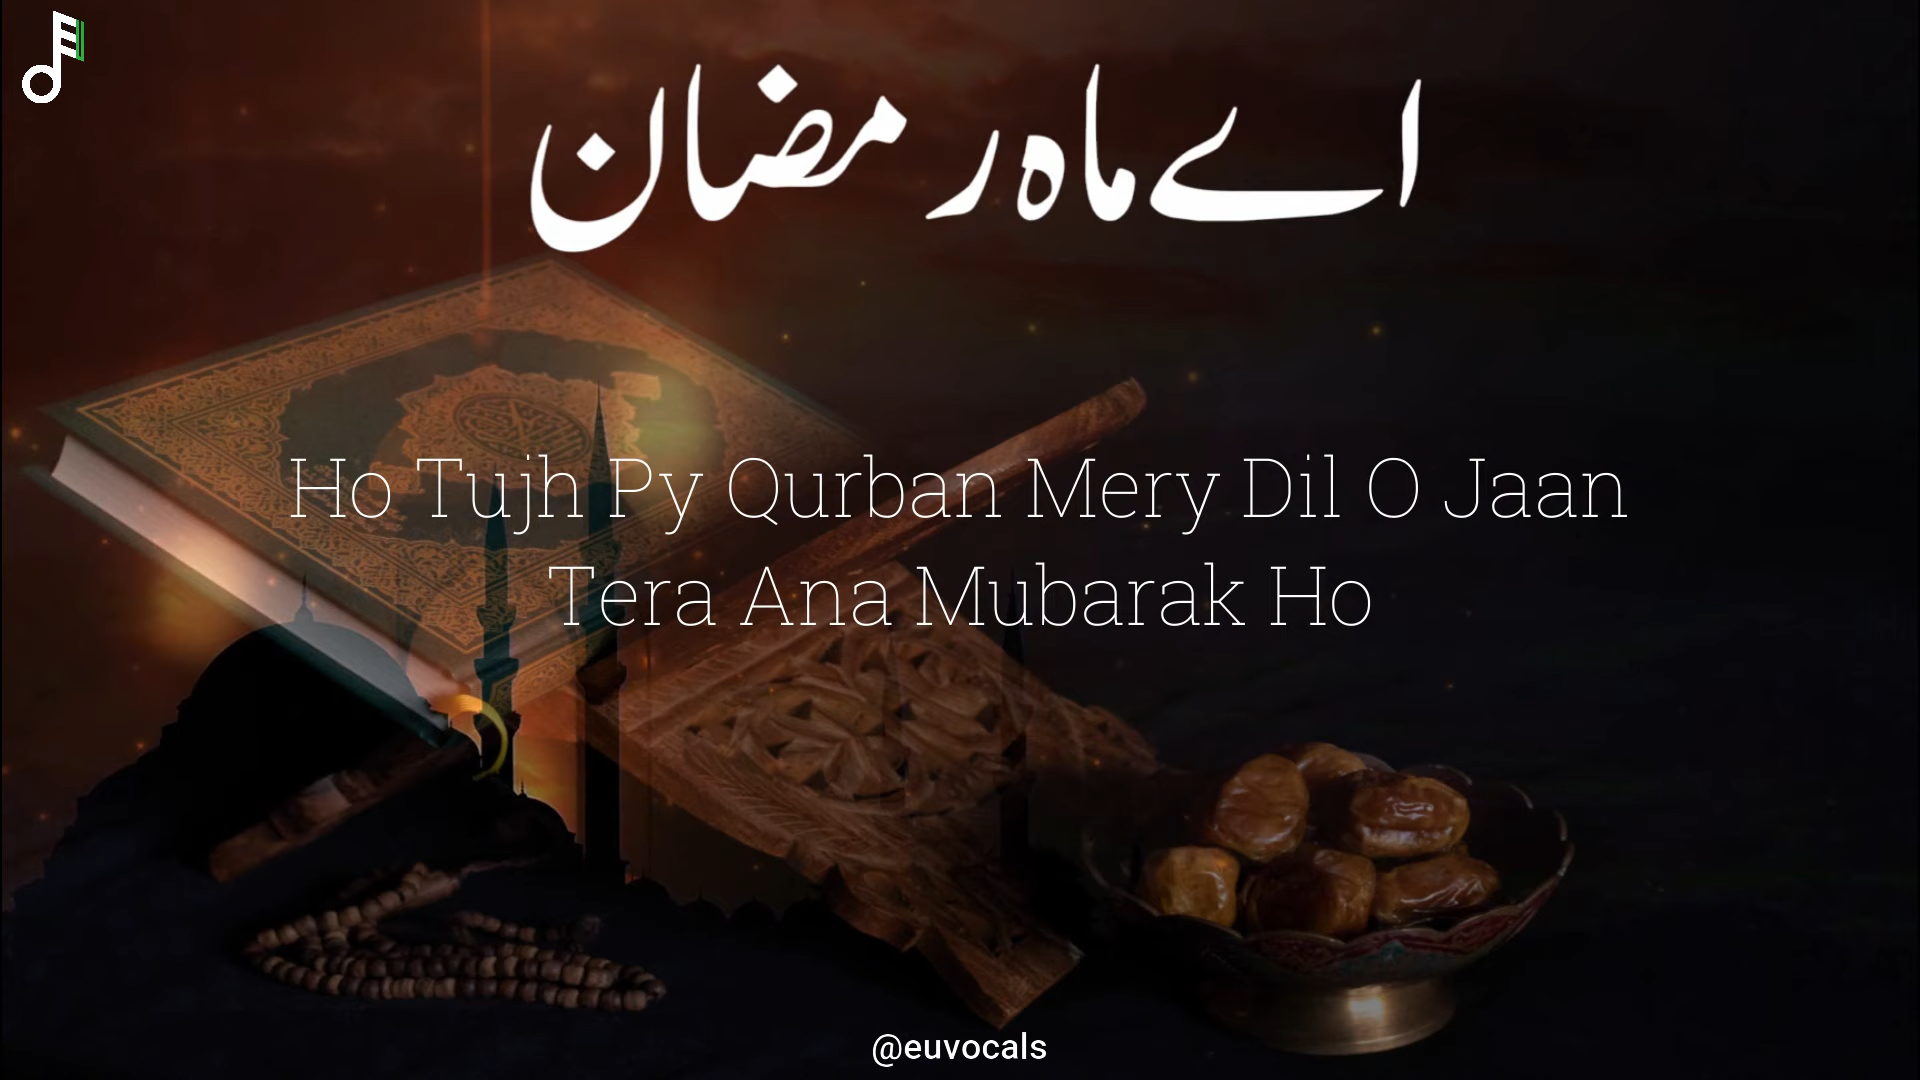 اے ماہ رمضان
Ho Tujh Py Qurban Mery Dil O Jaan
Tera Ana Mubarak Ho
@euvocals